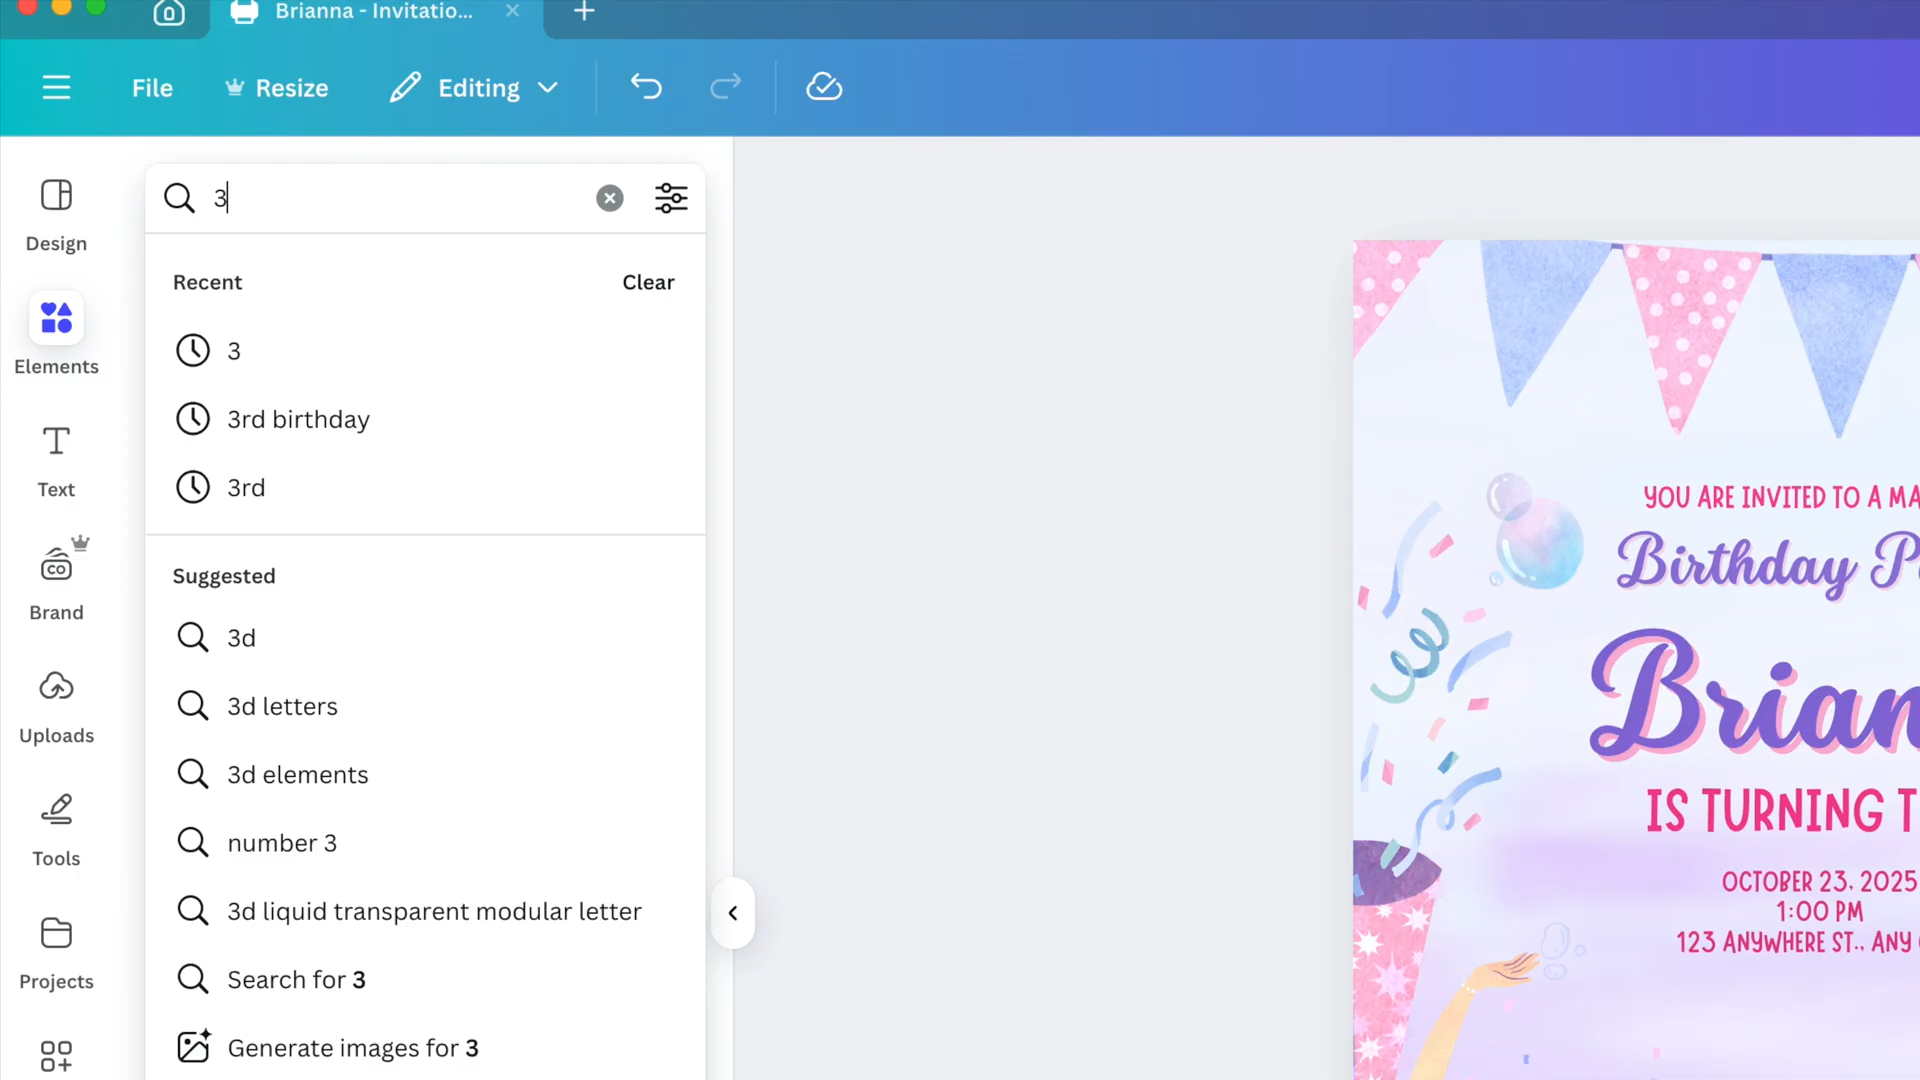 Brianna - Invitatio...
File
Resize
Editing
3
Design
Elements
Text
Brand
CO
Uploads
Tools
Projects
Recent
Clear
3
3rd birthday
3rd
Suggested
3d
3d letters
3d elements
number 3
3d liquid transparent modular letter
Search for 3
Generate images for 3
YOU ARE INVITED TO A MA
Birthday P
Brian
IS TURNING T
OCTOBER 23, 2025
1:00 PM
123 ANYWHERE ST., ANY